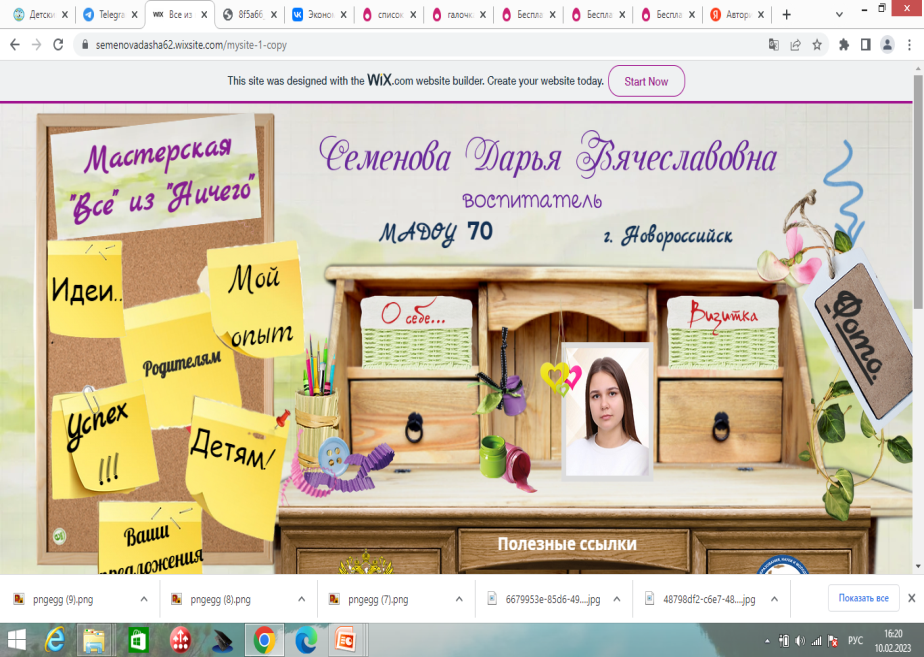 Детски
Telegra
Все из
8f5a66
Эконом
список
галочк
Беспла
Беспла
Беспла
Автора
semenovadasha62.wixsite.com/mysite-1-copy
This site was designed with the WiX.com website builder. Create your website today.
Start Now
Мастерская
"Все" из "Ничего"
Семенова Дарья Вячеславовна
воспитатель
МАДОУ 70
г. Новороссийск
Идеи..
Мой
опыт
Родителям
Успех
!!!
Детям!
Ваши
предложения
О себе...
Визитка
Фото
Полезные ссылки
pngegg (9).png
pngegg (8).png
pngegg (7).png
6679953e-85d6-49....jpg
48798df2-c6e7-48....jpg
Показать все
РУС
16:20
10.02.2023